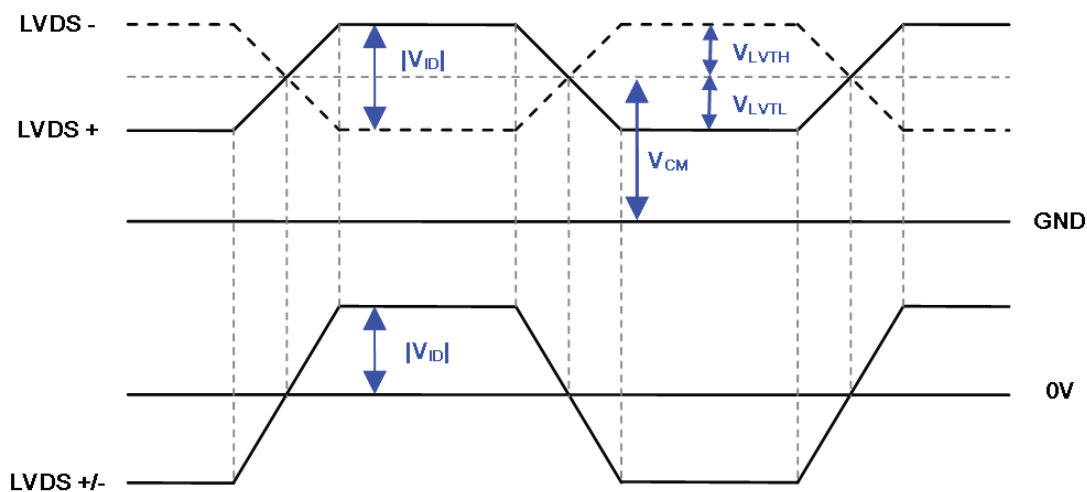 LVDS -
|VID|
VLVTH
VLVTL
LVDS +
VCM
GND
|VID|
0V
LVDS +/-